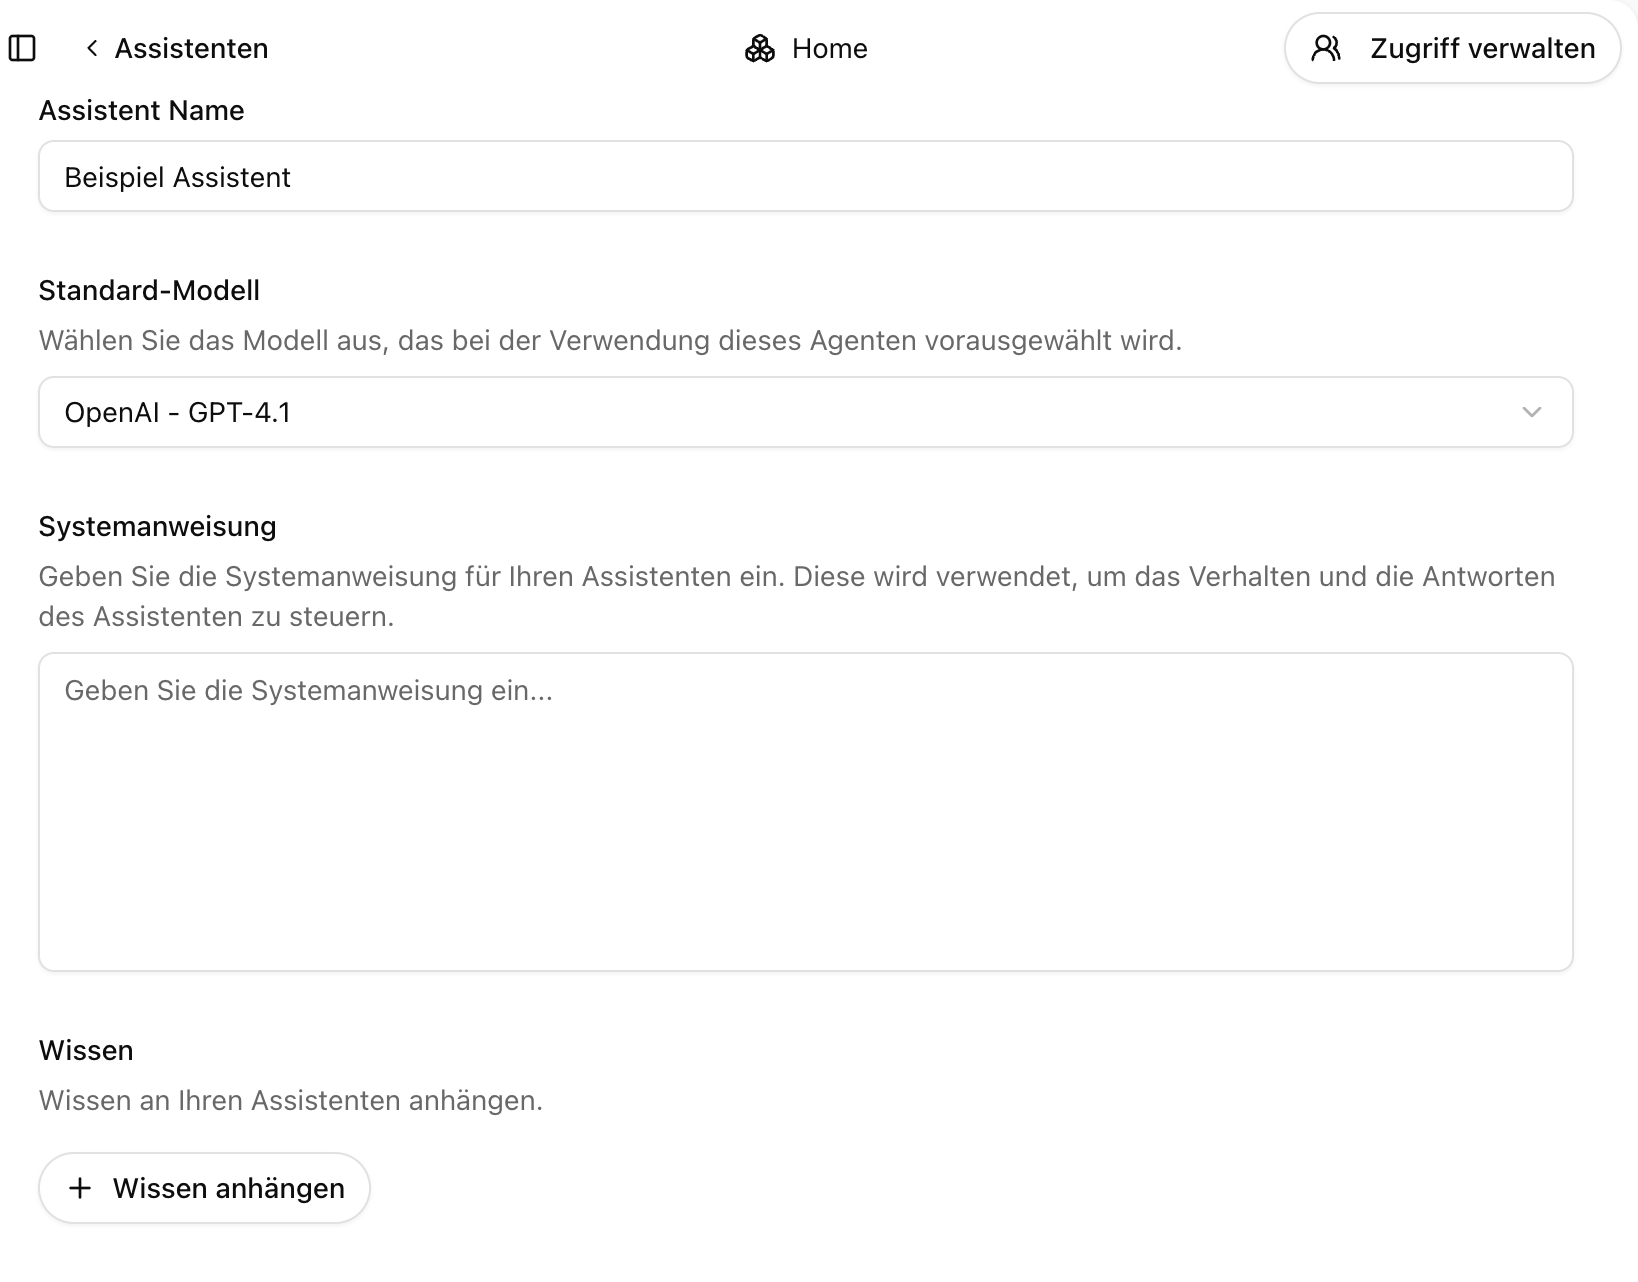 Assistenten
Home
Zugriff verwalten
Assistent Name
Beispiel Assistent
Standard-Modell
Wählen Sie das Modell aus, das bei der Verwendung dieses Agenten vorausgewählt wird.
OpenAI - GPT-4.1
Systemanweisung
Geben Sie die Systemanweisung für Ihren Assistenten ein. Diese wird verwendet, um das Verhalten und die Antworten
des Assistenten zu steuern.
Geben Sie die Systemanweisung ein...
Wissen
Wissen an Ihren Assistenten anhängen.
Wissen anhängen